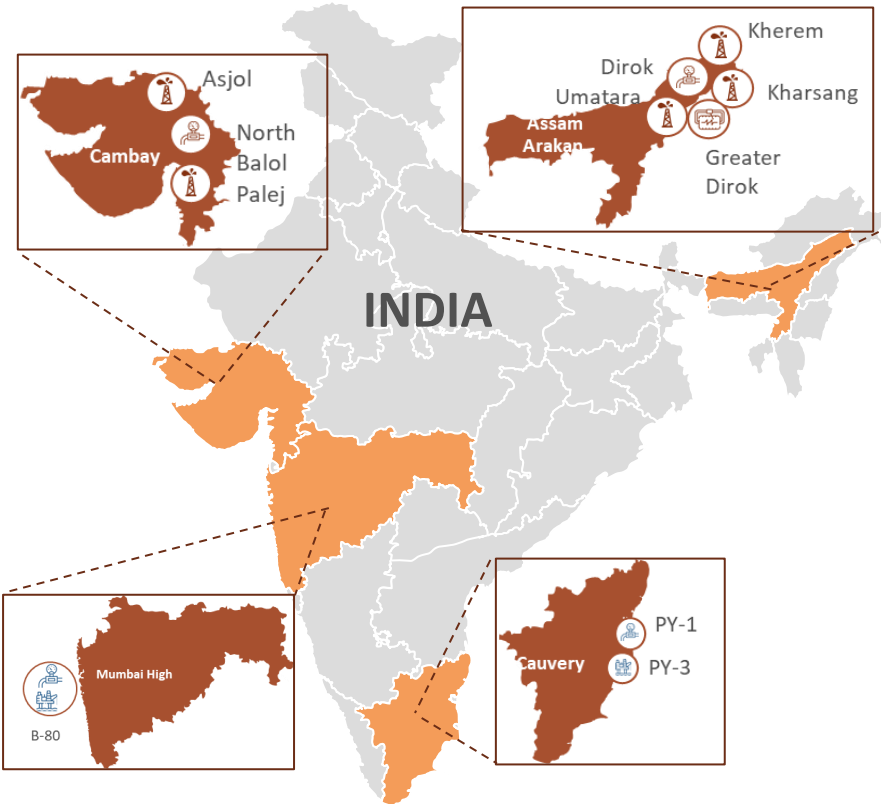 Asjol
North
Balol
Palej
Cambay
Kherem
Dirok
Umatara
Kharsang
Assam
Arakan
Greater
Dirok
INDIA
Mumbai High
B-80
PY-1
Cauvery
PY-3